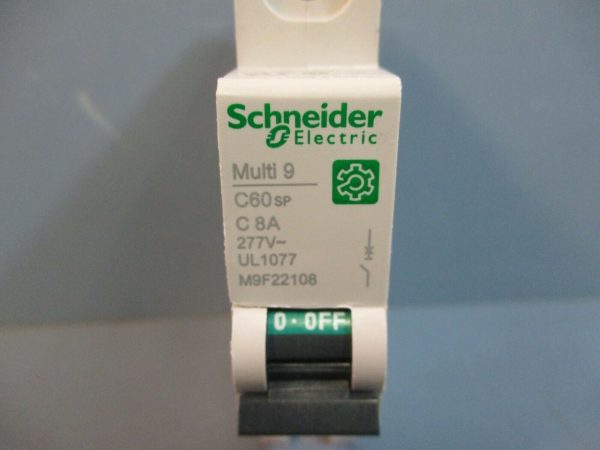 Schneider
Electric
Multi 9
C60SP
C 8A
277V~
UL1077
M9F22108
0 · OFF